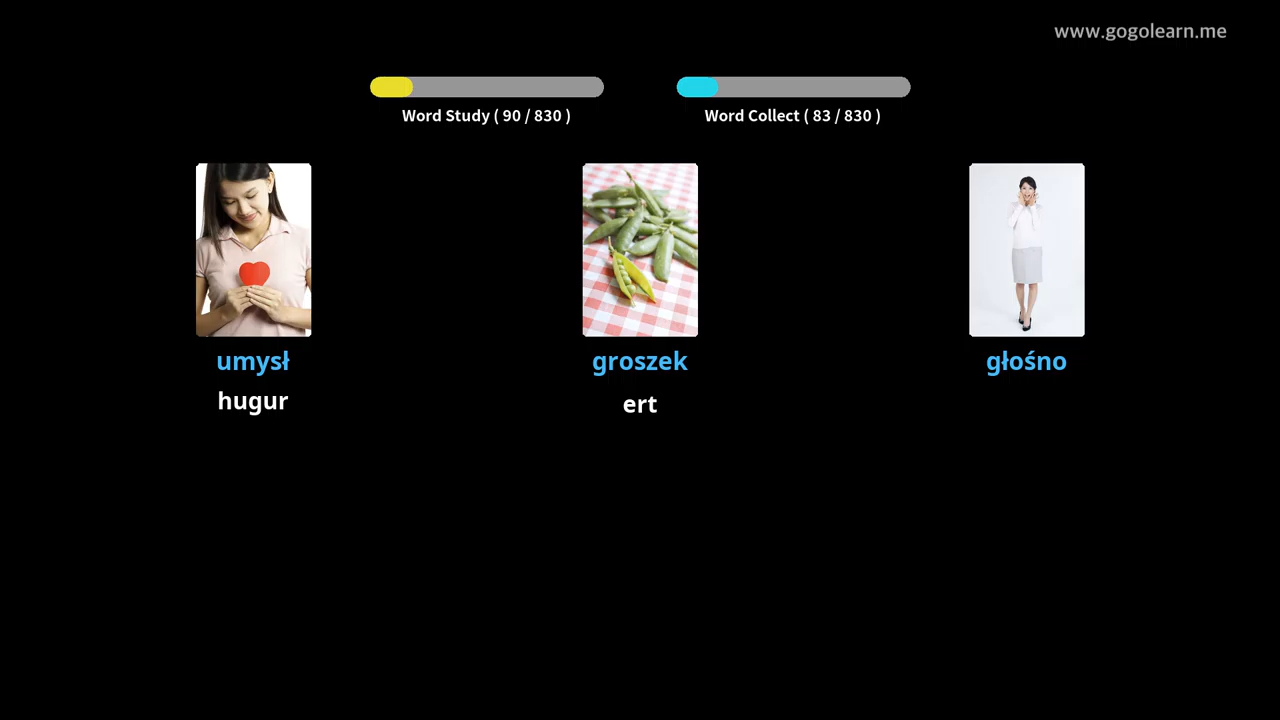 www.gogolearn.me
Word Study ( 90 / 830 )
Word Collect ( 83 / 830 )
umysł
hugur
groszek
ert
głośno